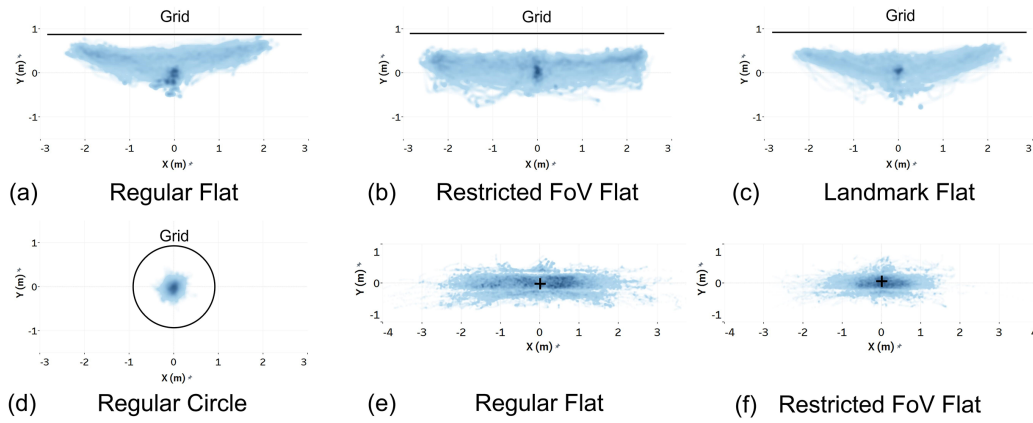 Grid
Grid
Grid
1
0
-1
Y (m)
-3 -2 -1 0 1 2 3
X (m)
1
0
-1
Y (m)
-3 -2 -1 0 1 2 3
X (m)
1
0
-1
Y (m)
-3 -2 -1 0 1 2 3
X (m)
(a) Regular Flat
(b) Restricted FoV Flat
(c) Landmark Flat
Grid
1
0
-1
Y (m)
-3 -2 -1 0 1 2 3
X (m)
1
0
-1
Y (m)
-4 -3 -2 -1 0 1 2 3
X (m)
1
0
-1
Y (m)
-4 -3 -2 -1 0 1 2 3 4
X (m)
(d) Regular Circle
(e) Regular Flat
(f) Restricted FoV Flat